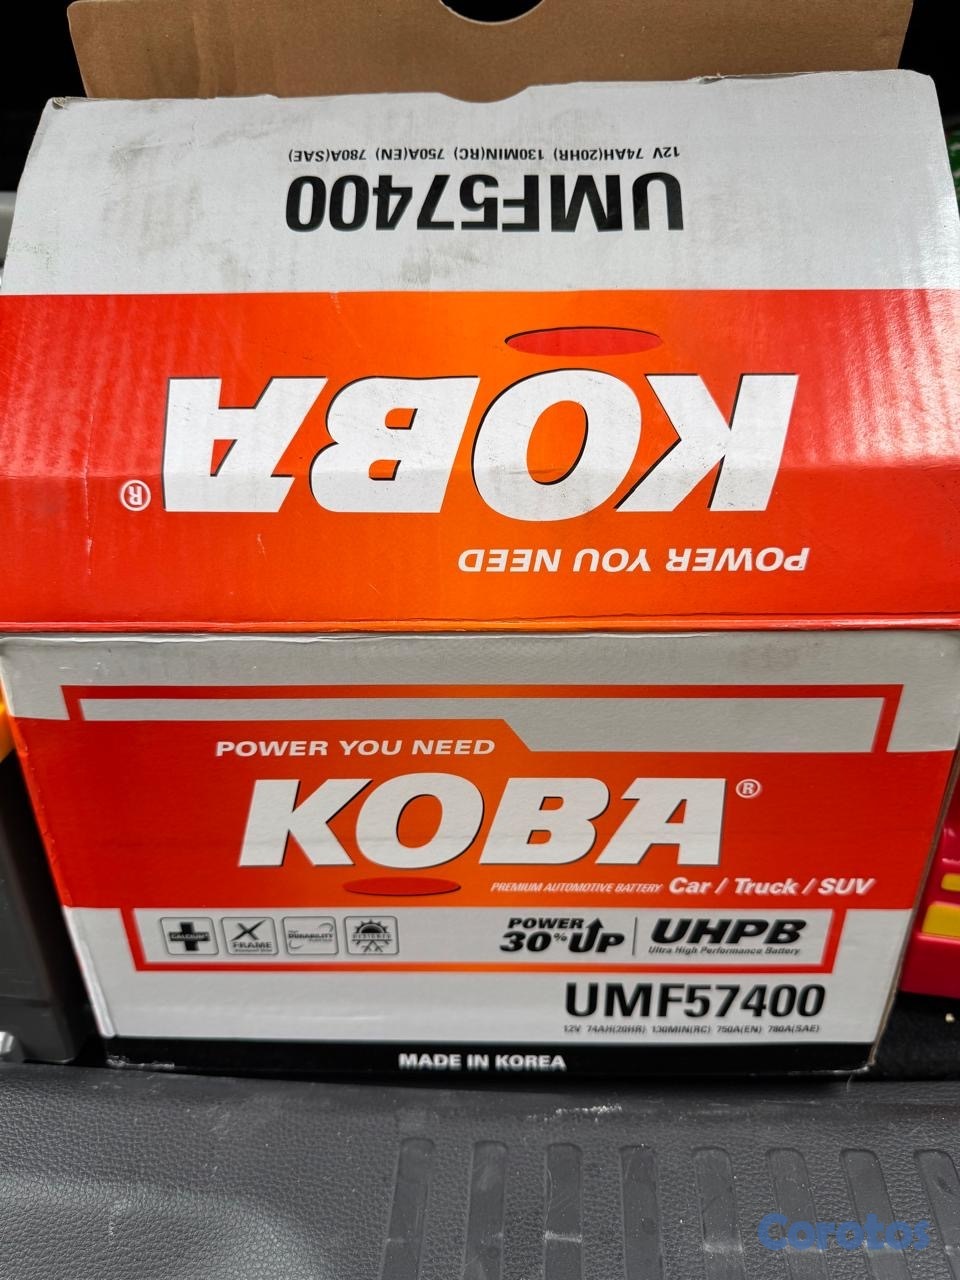 12V 74AH(20HR) 130MIN(RC) 750A(EN) 780A(SAE)
UMF57400
KOBA®
POWER YOU NEED
POWER YOU NEED
KOBA®
PREMIUM AUTOMOTIVE BATTERY Car / Truck / SUV
CALCIUM
X FRAME
DURABILITY
POWER 30% UP
UHPB
Ultra High Performance Battery
UMF57400
12V 74AH(20HR) 130MIN(RC) 750A(EN) 780A(SAE)
MADE IN KOREA
Corotos